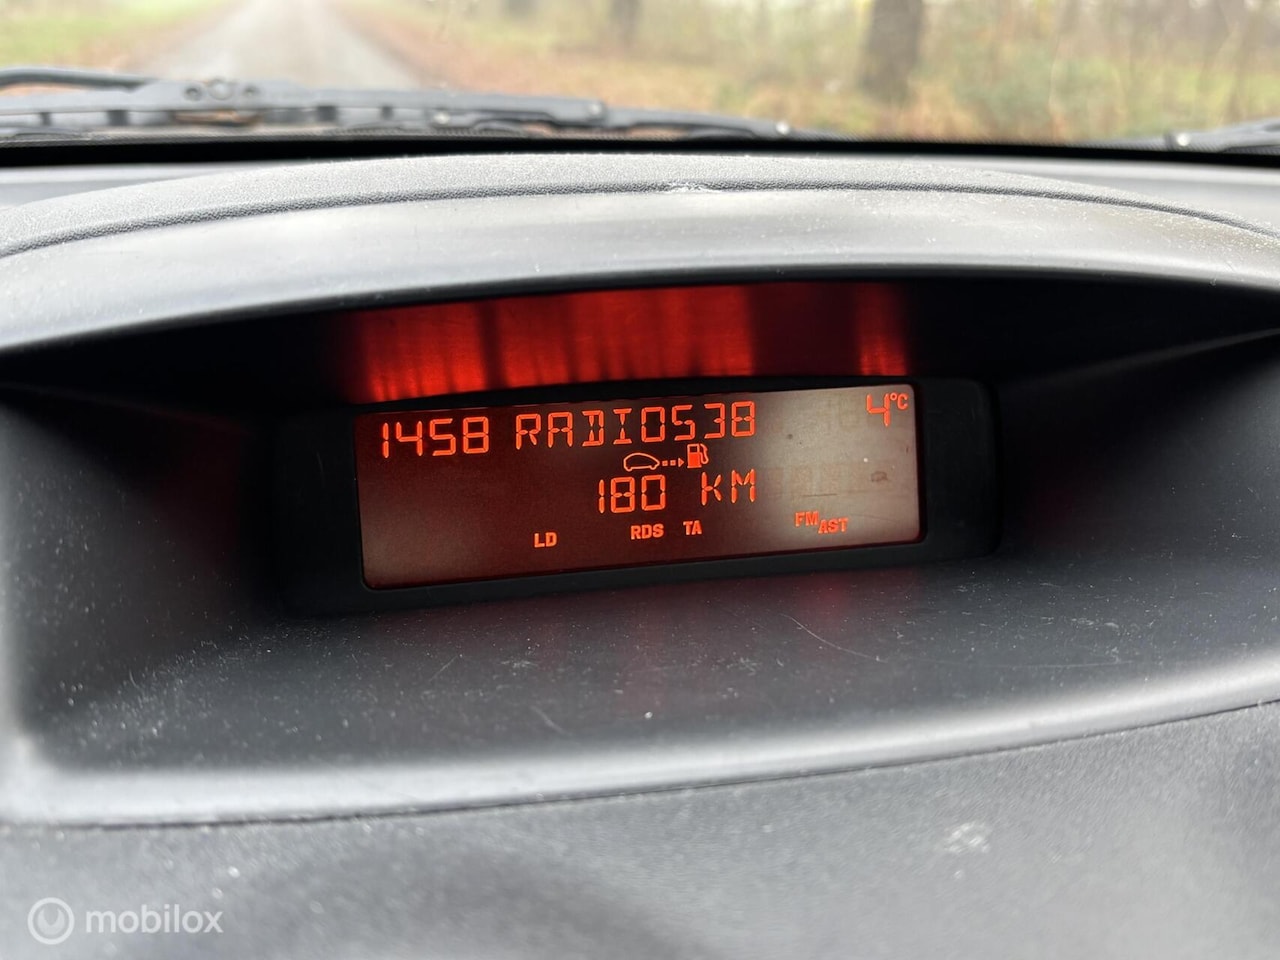 1458 RADIO538 4°C
180 KM
LD RDS TA FM AST
mobilox